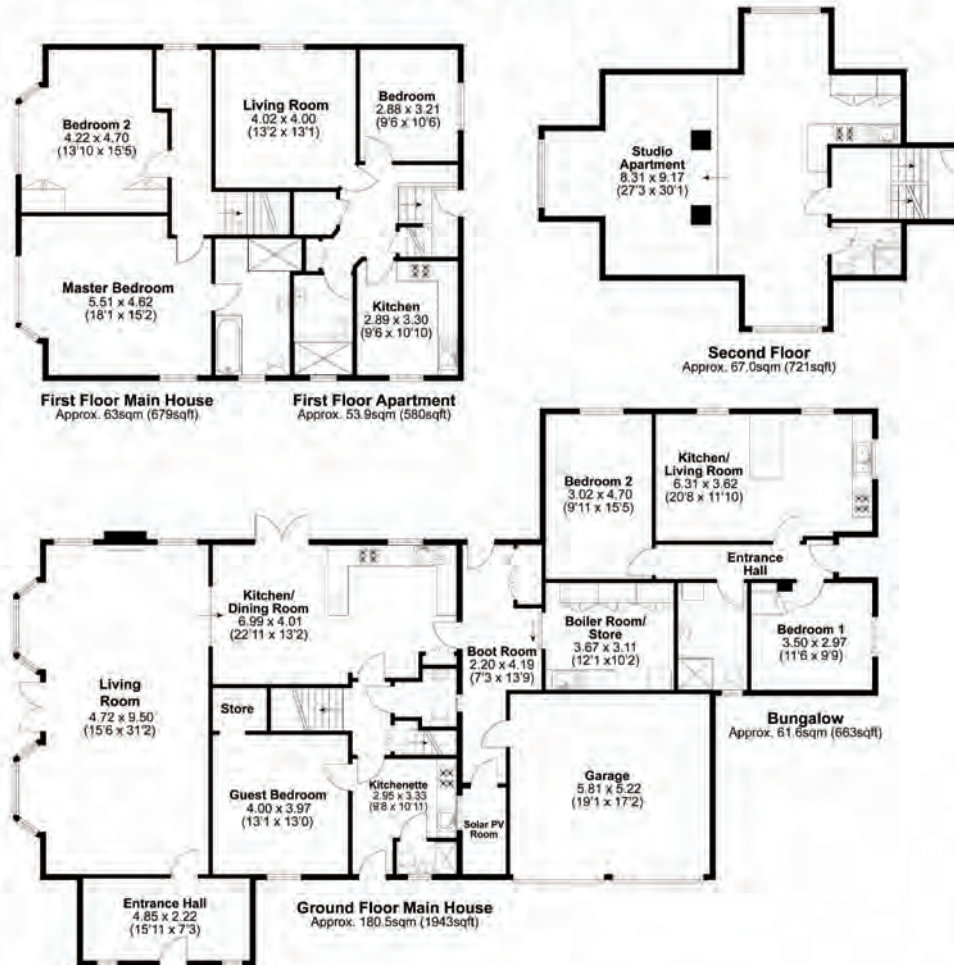 Bedroom 2
4.22 x 4.70
(13'10 x 15'5)
Living Room
4.02 x 4.00
(13'2 x 13'1)
Bedroom
2.88 x 3.21
(9'6 x 10'6)
Master Bedroom
5.51 x 4.62
(18'1 x 15'2)
Kitchen
2.89 x 3.30
(9'6 x 10'10)
First Floor Main House
Approx. 63sqm (679sqft)
First Floor Apartment
Approx. 53.9sqm (580sqft)
Studio
Apartment
8.31 x 9.17
(27'3 x 30'1)
Second Floor
Approx. 67.0sqm (721sqft)
Bedroom 2
3.02 x 4.70
(9'11 x 15'5)
Kitchen/
Living Room
6.31 x 3.62
(20'8 x 11'10)
Entrance
Hall
Bedroom 1
3.50 x 2.97
(11'6 x 9'9)
Bungalow
Approx. 61.6sqm (663sqft)
Kitchen/
Dining Room
6.99 x 4.01
(22'11 x 13'2)
Boot Room
2.20 x 4.19
(7'3 x 13'9)
Boiler Room/
Store
3.67 x 3.11
(12'1 x10'2)
Living
Room
4.72 x 9.50
(15'6 x 31'2)
Store
Guest Bedroom
4.00 x 3.97
(13'1 x 13'0)
Kitchenette
2.95 x 3.33
(9'8 x 10'11)
Solar PV
Room
Garage
5.81 x 5.22
(19'1 x 17'2)
Entrance Hall
4.85 x 2.22
(15'11 x 7'3)
Ground Floor Main House
Approx. 180.5sqm (1943sqft)